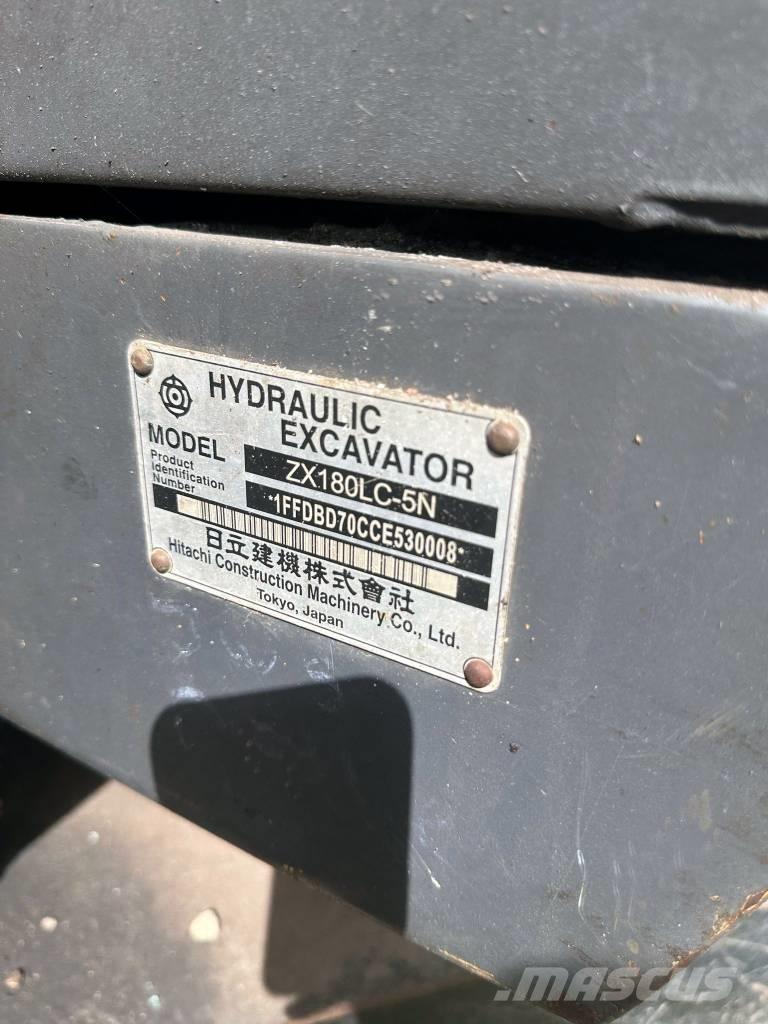 HYDRAULIC
EXCAVATOR
MODEL
ZX180LC-5N
Product
Identification
Number
*1FFDBD70CCE530008*
日立建機株式會社
Hitachi Construction Machinery Co., Ltd.
Tokyo, Japan
MASCUS